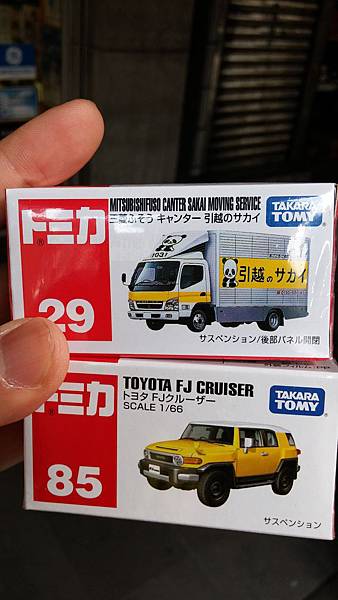 トミカ
MITSUBISHIFUSO CANTER SAKAI MOVING SERVICE
三菱ふそう キャンター 引越のサカイ
TAKARA
TOMY
1031
引越のサカイ
29
サスペンション/後部パネル開閉
トミカ
TOYOTA FJ CRUISER
トヨタ FJクルーザー
SCALE 1/66
TAKARA
TOMY
85
サスペンション